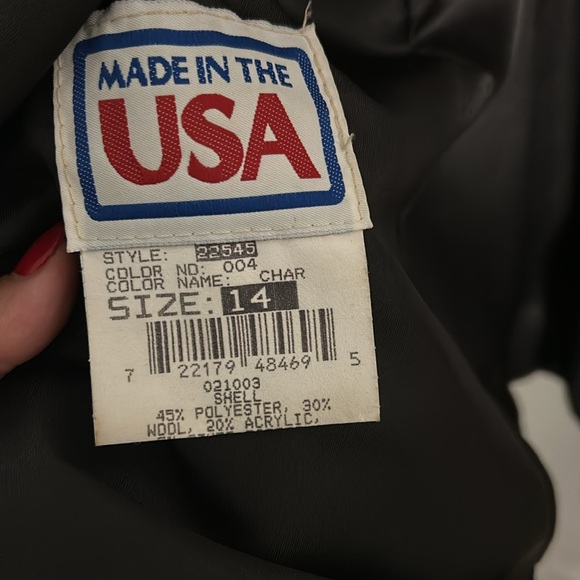 MADE IN THE
USA
STYLE: 22545
COLOR NO: 004
COLOR NAME: CHAR
SIZE: 14
7 22179 48469 5
021003
SHELL
45% POLYESTER, 30%
WOOL, 20% ACRYLIC,